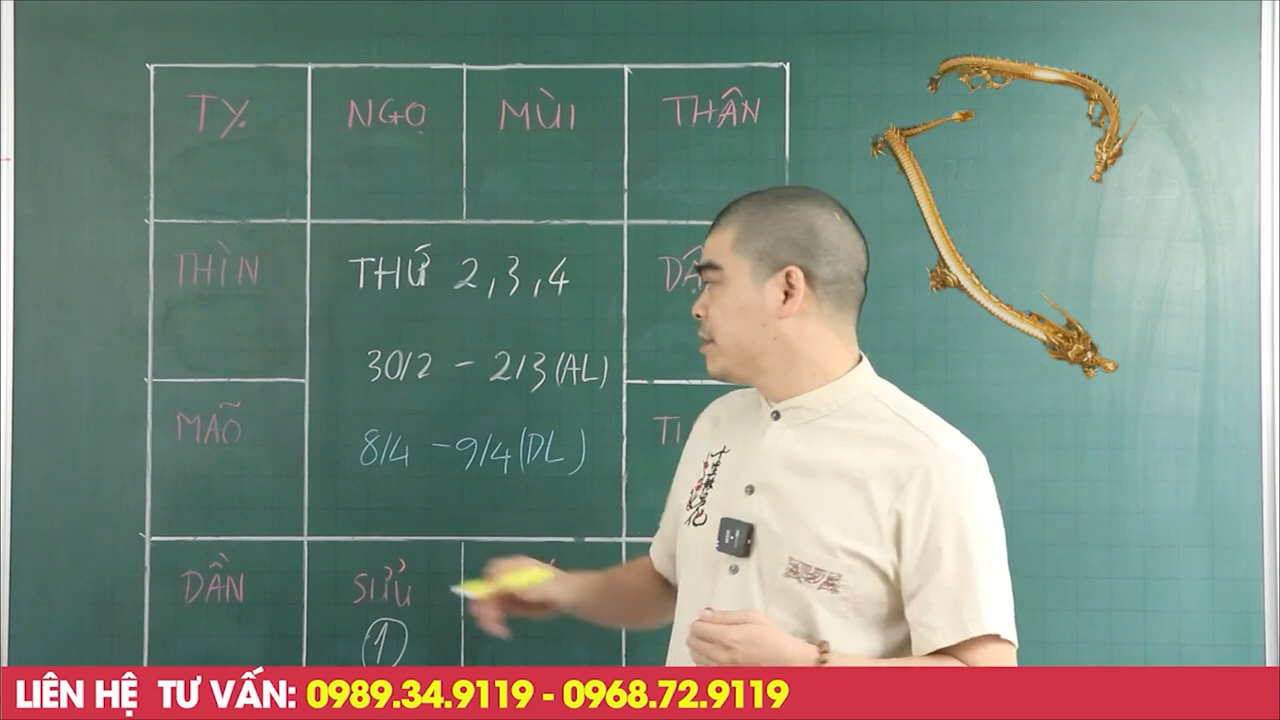 TỴ NGỌ MÙI THÂN
THÌN THỨ 2,3,4
30/2 - 2/3 (AL)
MÃO 8/4 - 9/4 (DL)
DẦN SỬU
1
LIÊN HỆ TƯ VẤN: 0989.34.9119 - 0968.72.9119